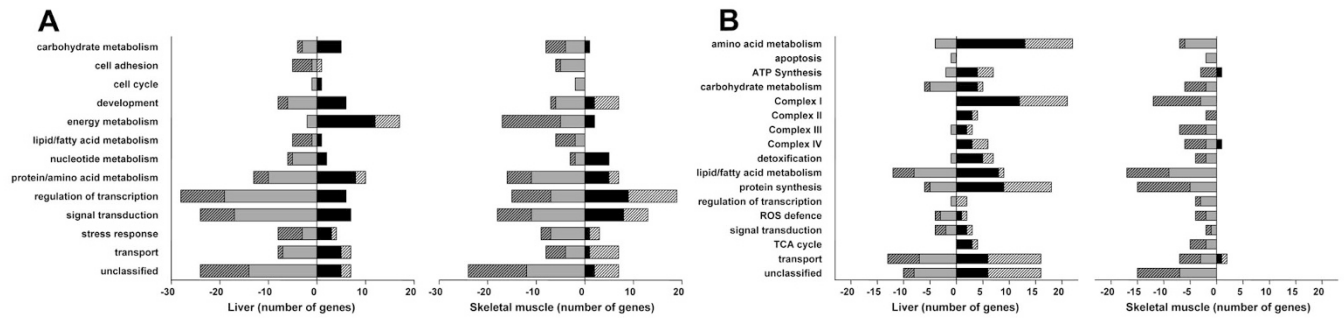 A
carbohydrate metabolism
cell adhesion
cell cycle
development
energy metabolism
lipid/fatty acid metabolism
nucleotide metabolism
protein/amino acid metabolism
regulation of transcription
signal transduction
stress response
transport
unclassified
-30 -20 -10 0 10 20
Liver (number of genes)
-30 -20 -10 0 10 20
Skeletal muscle (number of genes)
B
amino acid metabolism
apoptosis
ATP Synthesis
carbohydrate metabolism
Complex I
Complex II
Complex III
Complex IV
detoxification
lipid/fatty acid metabolism
protein synthesis
regulation of transcription
ROS defence
signal transduction
TCA cycle
transport
unclassified
-20 -15 -10 -5 0 5 10 15 20
Liver (number of genes)
-20 -15 -10 -5 0 5 10 15 20
Skeletal muscle (number of genes)